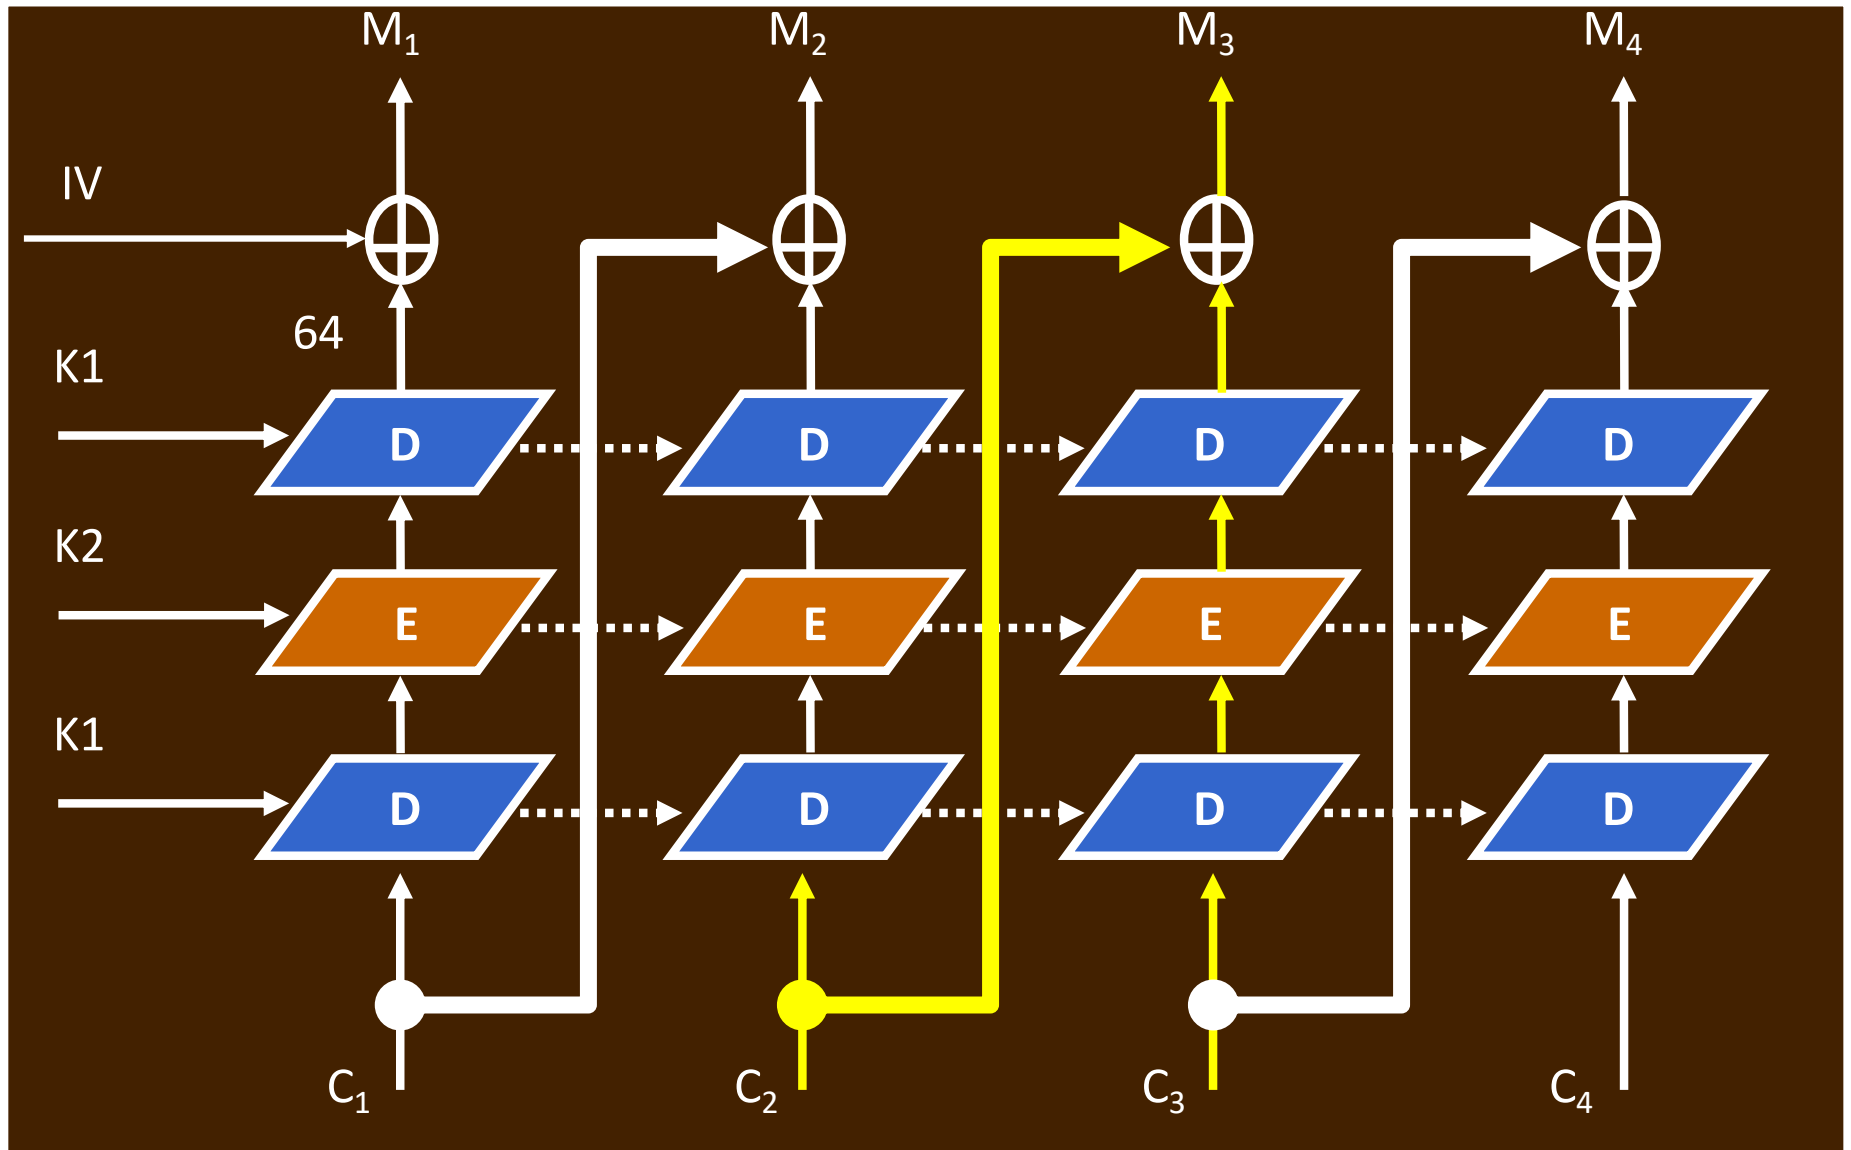 M₁ M₂ M₃ M₄
IV
64
K1
D D D D
K2
E E E E
K1
D D D D
C₁ C₂ C₃ C₄